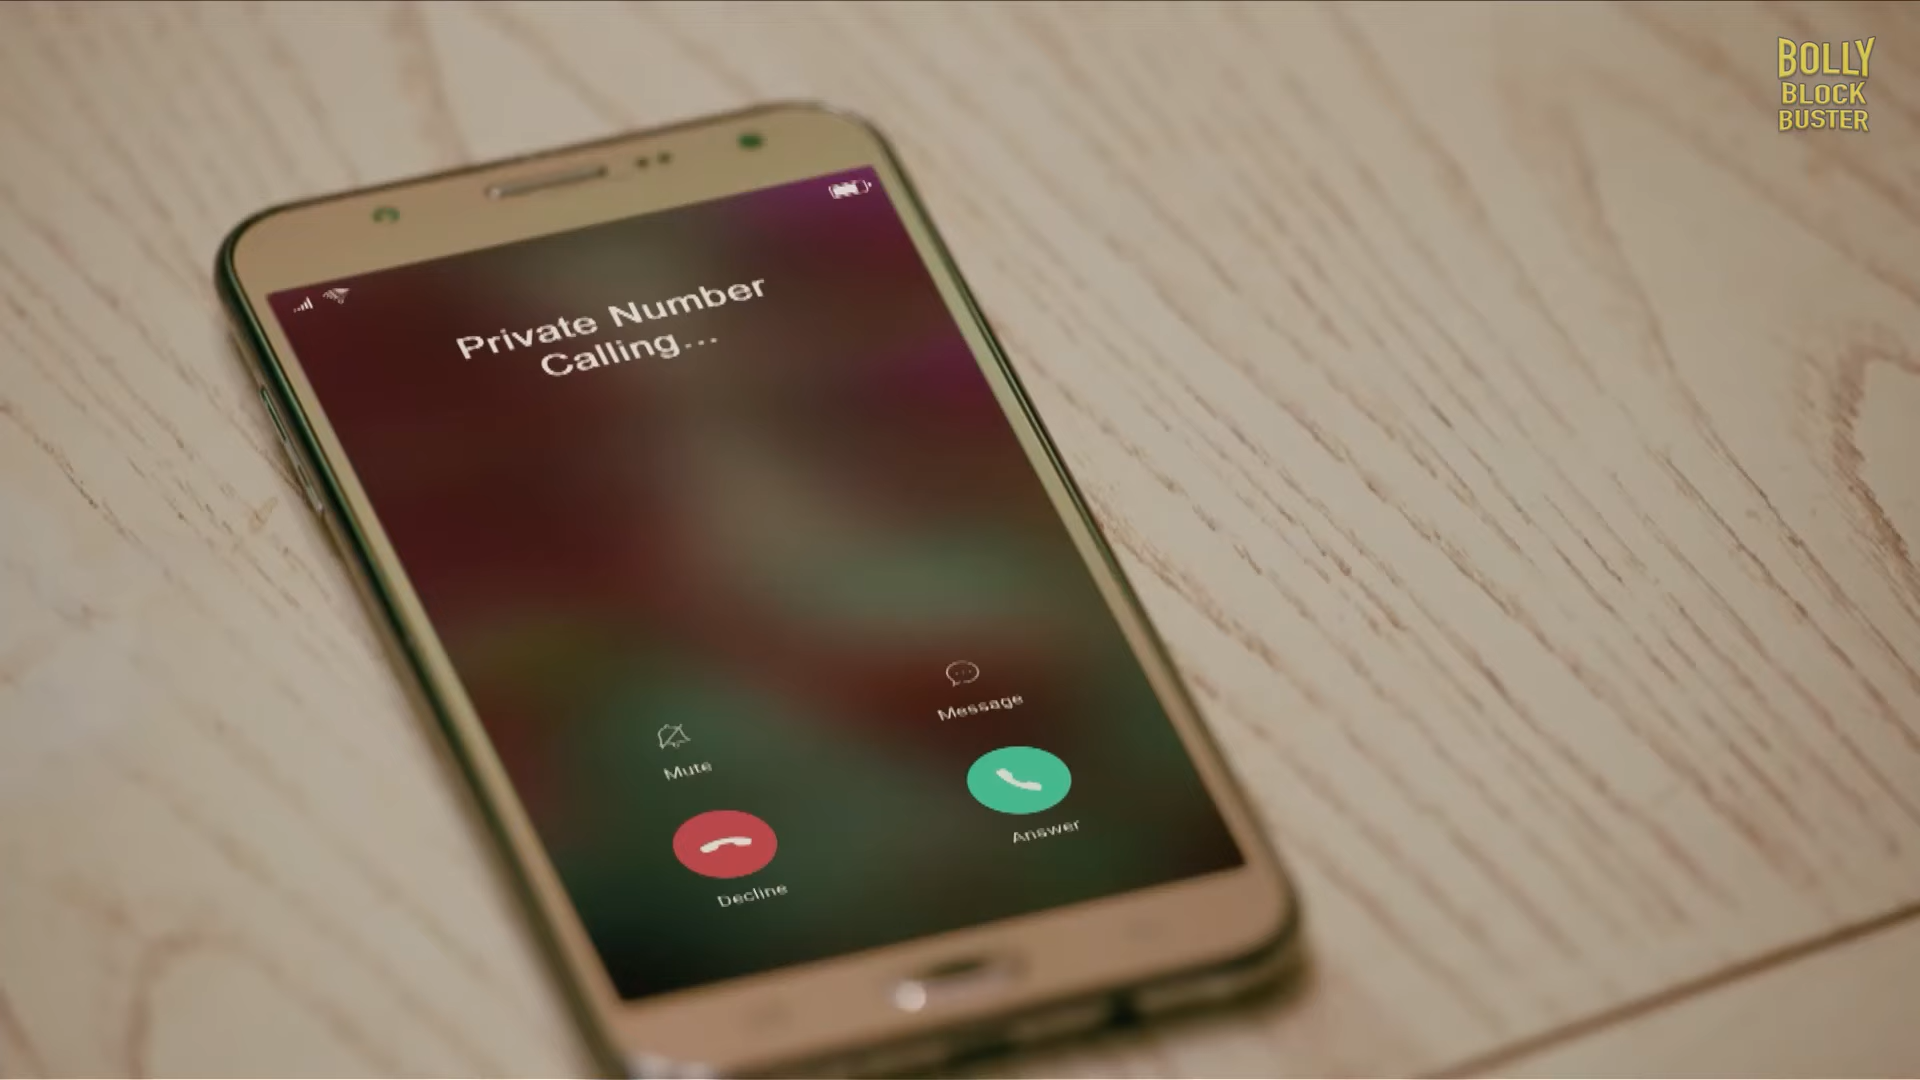 BOLLY
BLOCK
BUSTER
Private Number
Calling...
Message
Mute
Answer
Decline